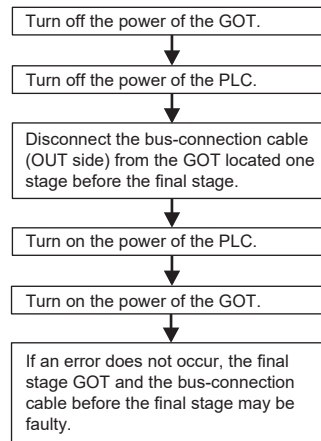 Turn off the power of the GOT.
Turn off the power of the PLC.
Disconnect the bus-connection cable
(OUT side) from the GOT located one
stage before the final stage.
Turn on the power of the PLC.
Turn on the power of the GOT.
If an error does not occur, the final
stage GOT and the bus-connection
cable before the final stage may be
faulty.